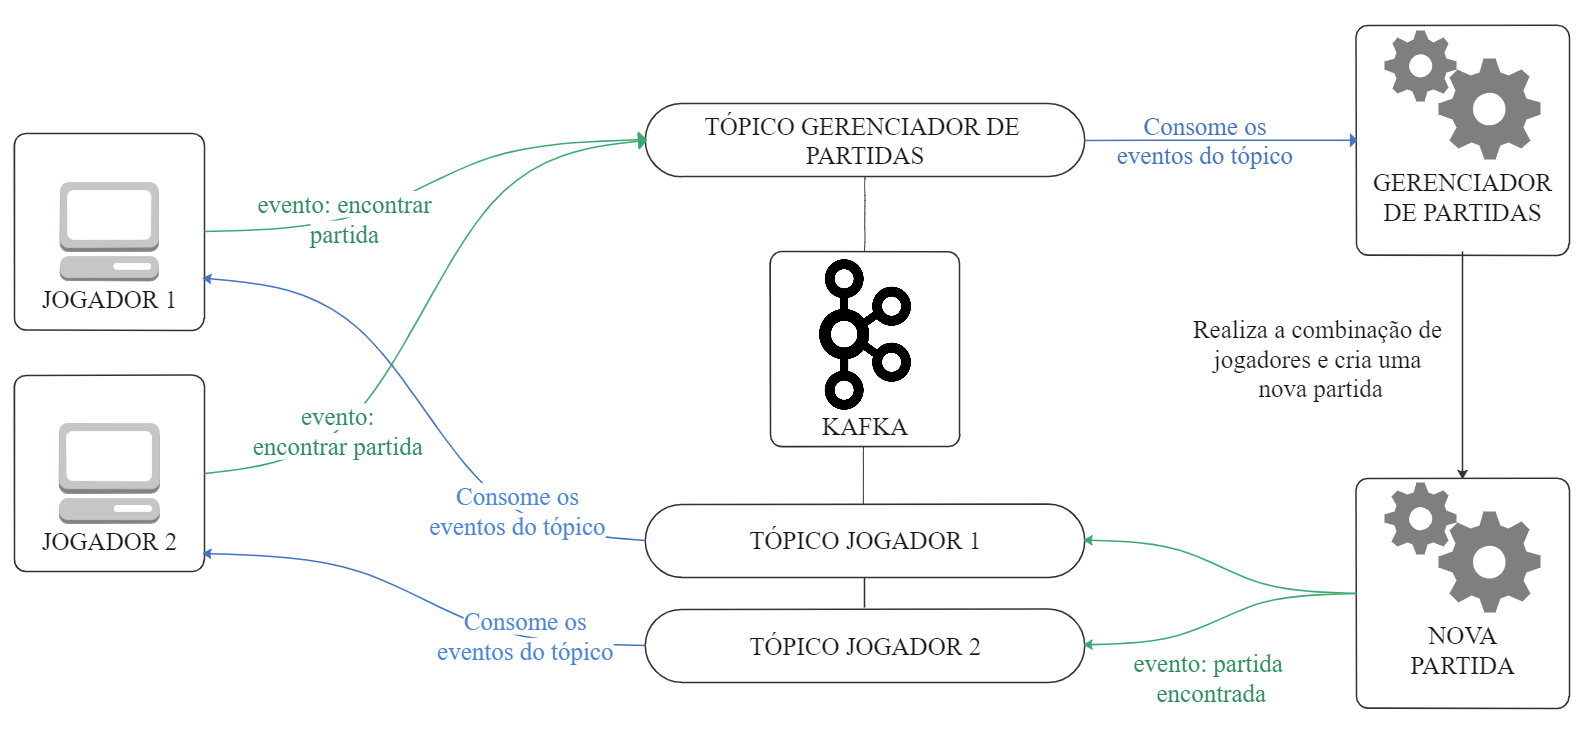 TÓPICO GERENCIADOR DE
PARTIDAS
Consome os
eventos do tópico
GERENCIADOR
DE PARTIDAS
evento: encontrar
partida
JOGADOR 1
Realiza a combinação de
jogadores e cria uma
nova partida
KAFKA
evento:
encontrar partida
JOGADOR 2
Consome os
eventos do tópico
TÓPICO JOGADOR 1
Consome os
eventos do tópico
TÓPICO JOGADOR 2
evento: partida
encontrada
NOVA
PARTIDA